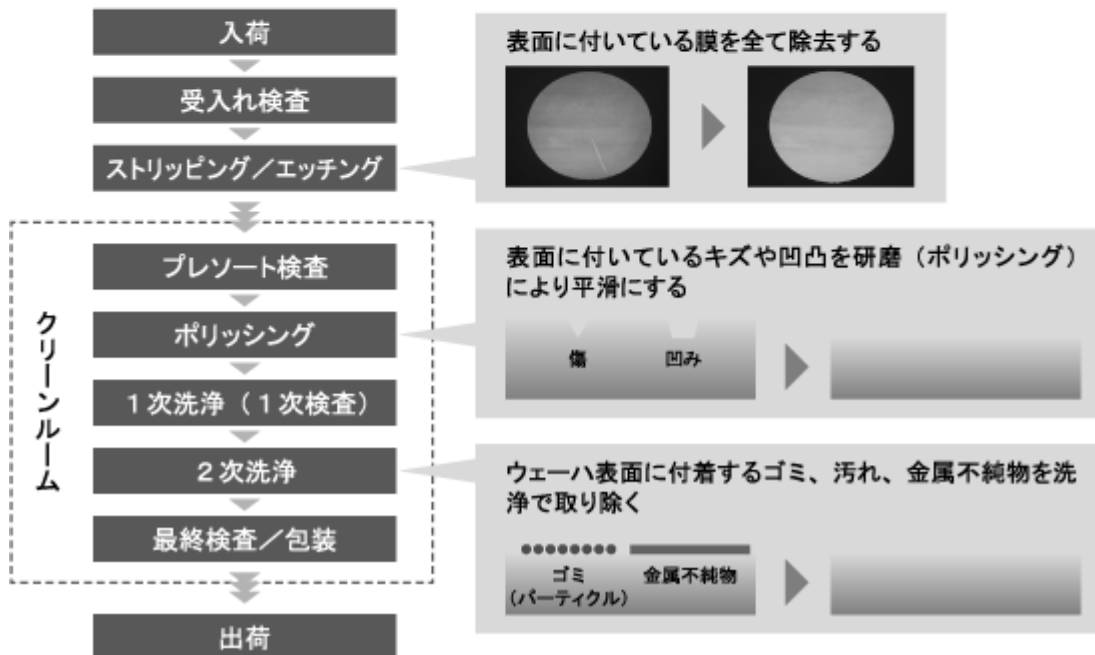 入荷
受入れ検査
ストリッピング／エッチング
表面に付いている膜を全て除去する
クリーンルーム
プレソート検査
ポリッシング
１次洗浄（１次検査）
２次洗浄
最終検査／包装
出荷
表面に付いているキズや凹凸を研磨（ポリッシング）
により平滑にする
傷
凹み
ウェーハ表面に付着するゴミ、汚れ、金属不純物を洗
浄で取り除く
ゴミ
（パーティクル）
金属不純物